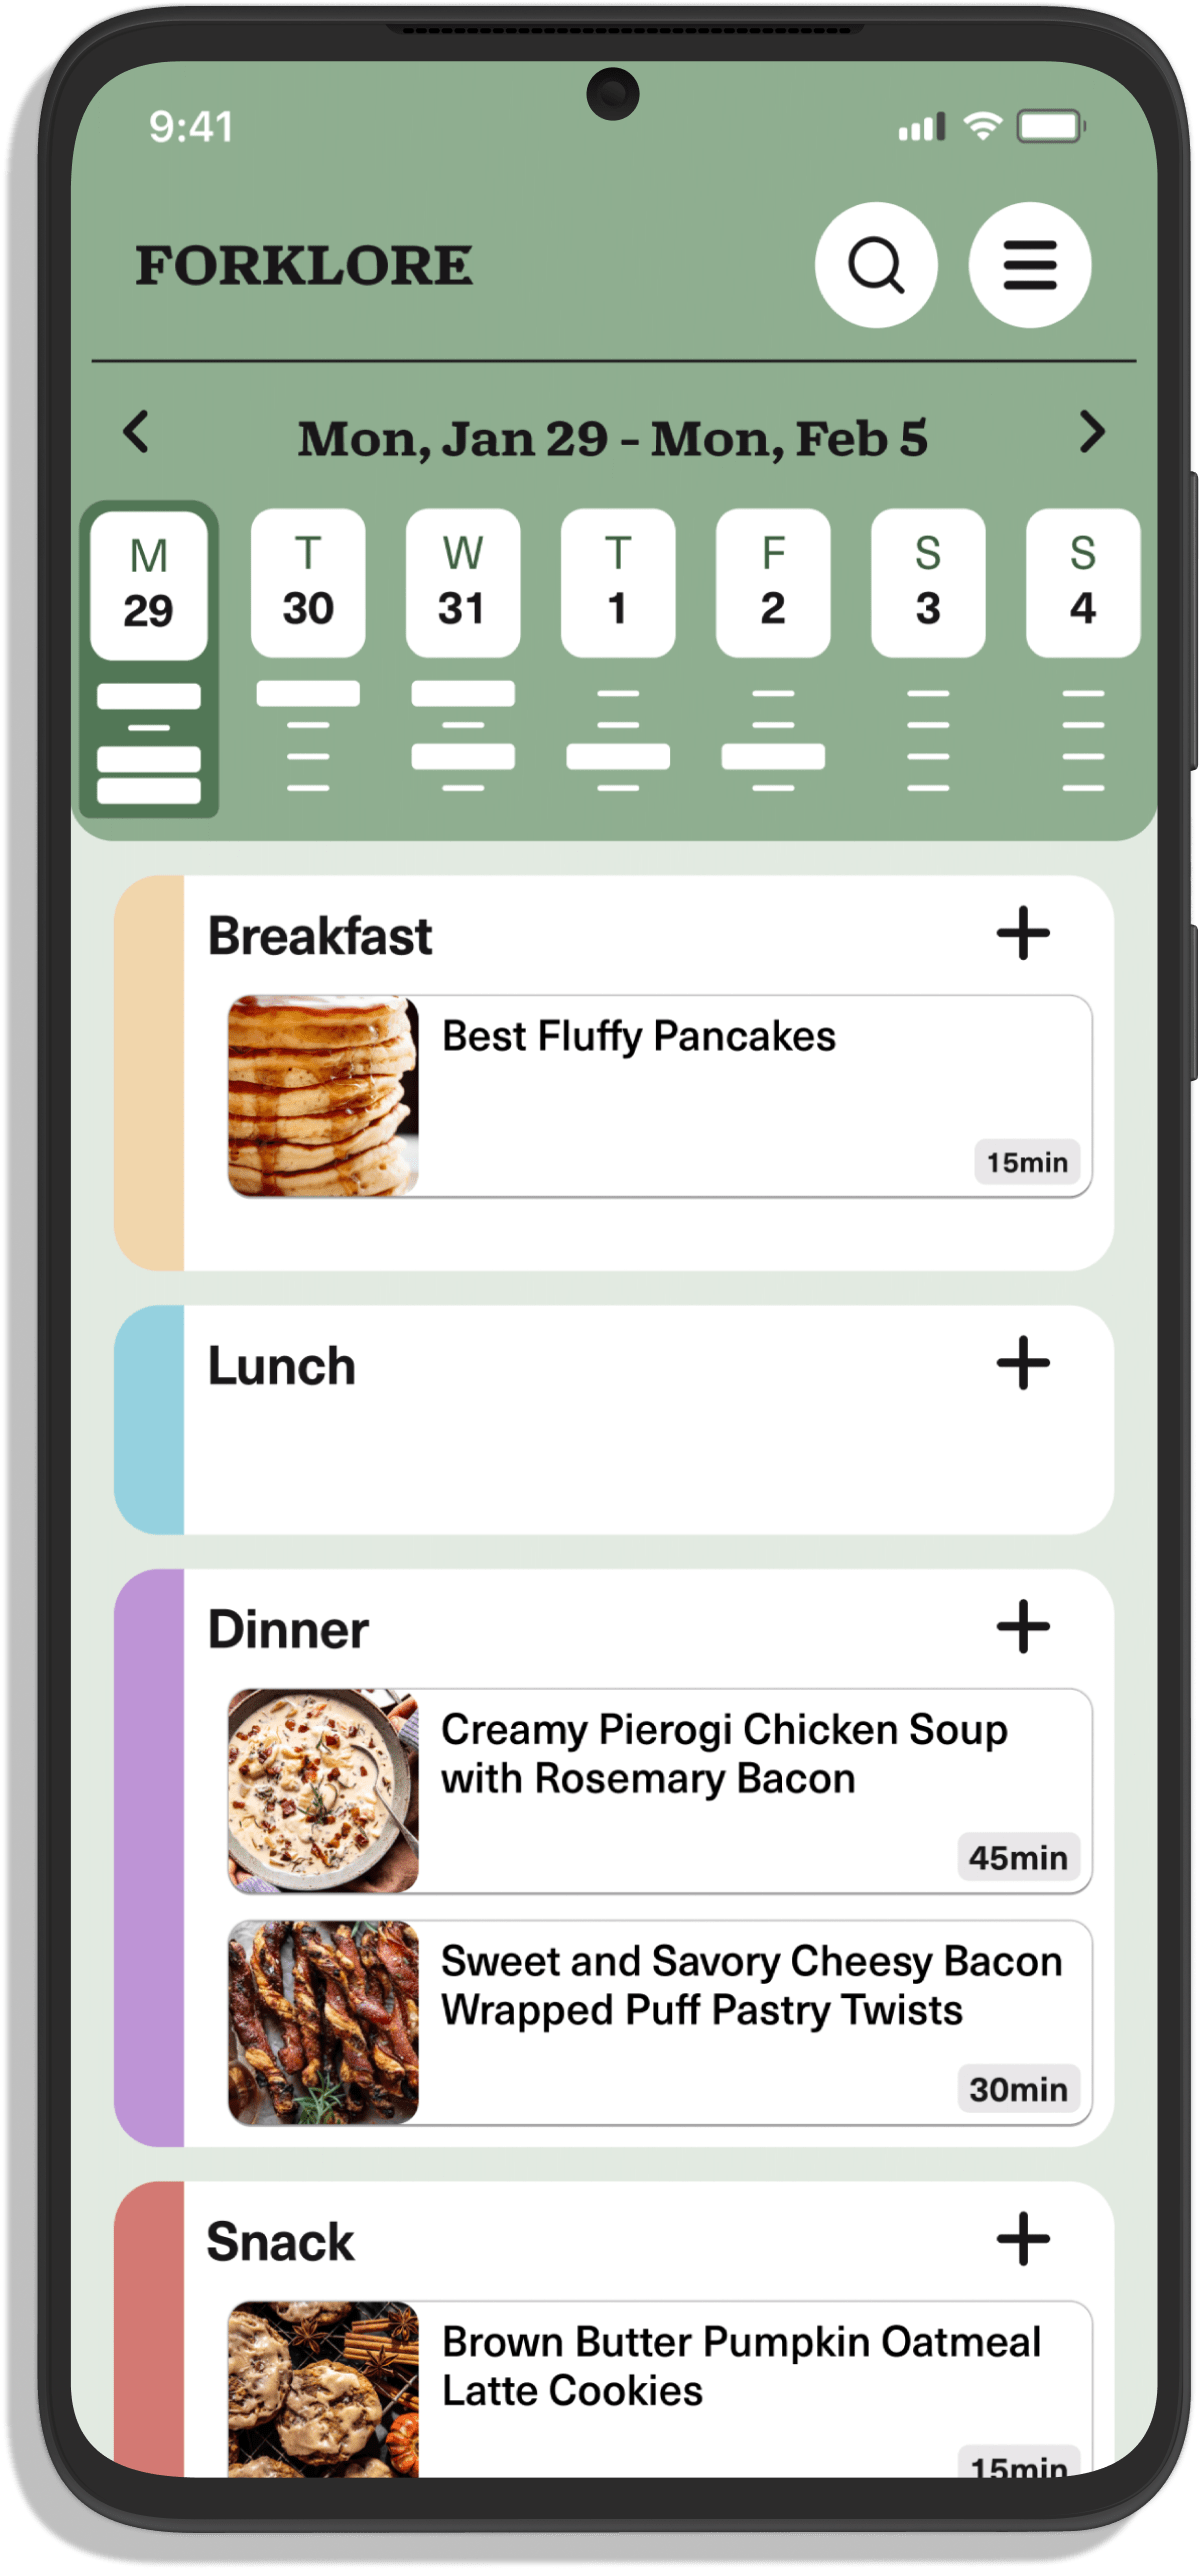 9:41
FORKLORE
Mon, Jan 29 - Mon, Feb 5
M T W T F S S
29 30 31 1 2 3 4
Breakfast
Best Fluffy Pancakes
15min
Lunch
Dinner
Creamy Pierogi Chicken Soup
with Rosemary Bacon
45min
Sweet and Savory Cheesy Bacon
Wrapped Puff Pastry Twists
30min
Snack
Brown Butter Pumpkin Oatmeal
Latte Cookies
15min